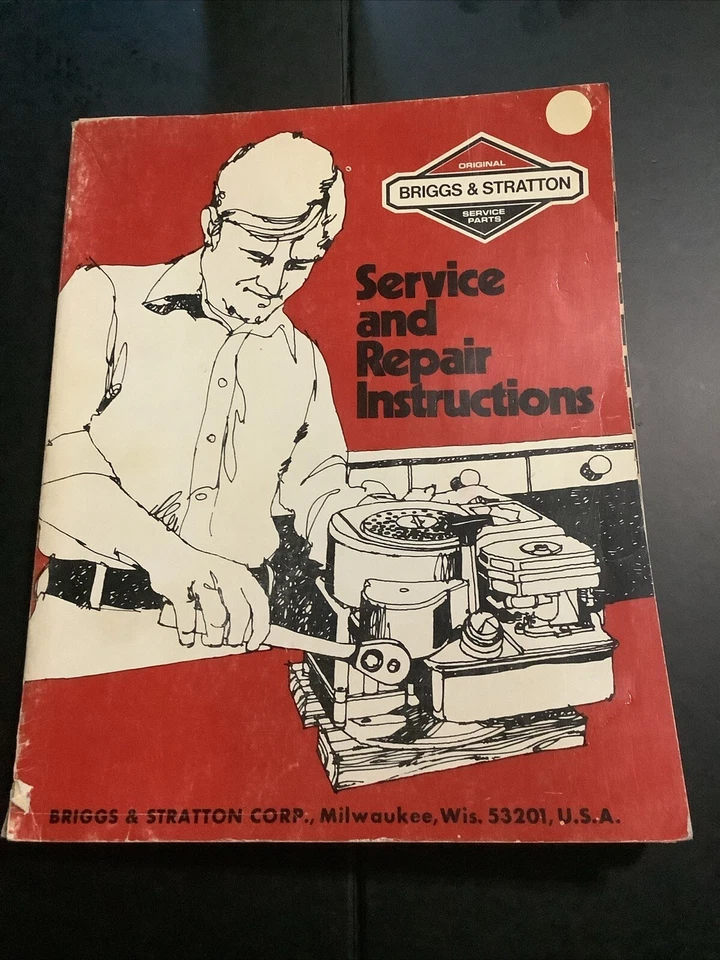 ORIGINAL
BRIGGS & STRATTON
SERVICE
PARTS
Service
and
Repair
Instructions
BRIGGS & STRATTON CORP., Milwaukee, Wis. 53201, U.S.A.